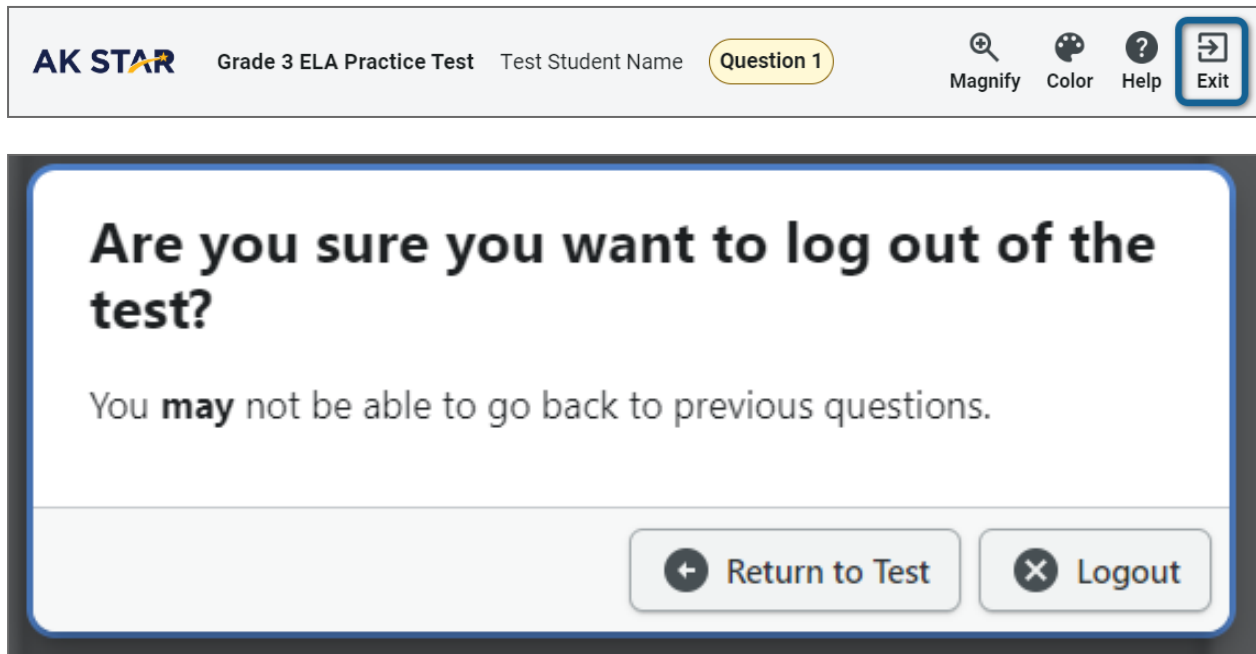 AK STAR Grade 3 ELA Practice Test Test Student Name Question 1 Magnify Color Help Exit
Are you sure you want to log out of the
test?
You may not be able to go back to previous questions.
Return to Test Logout